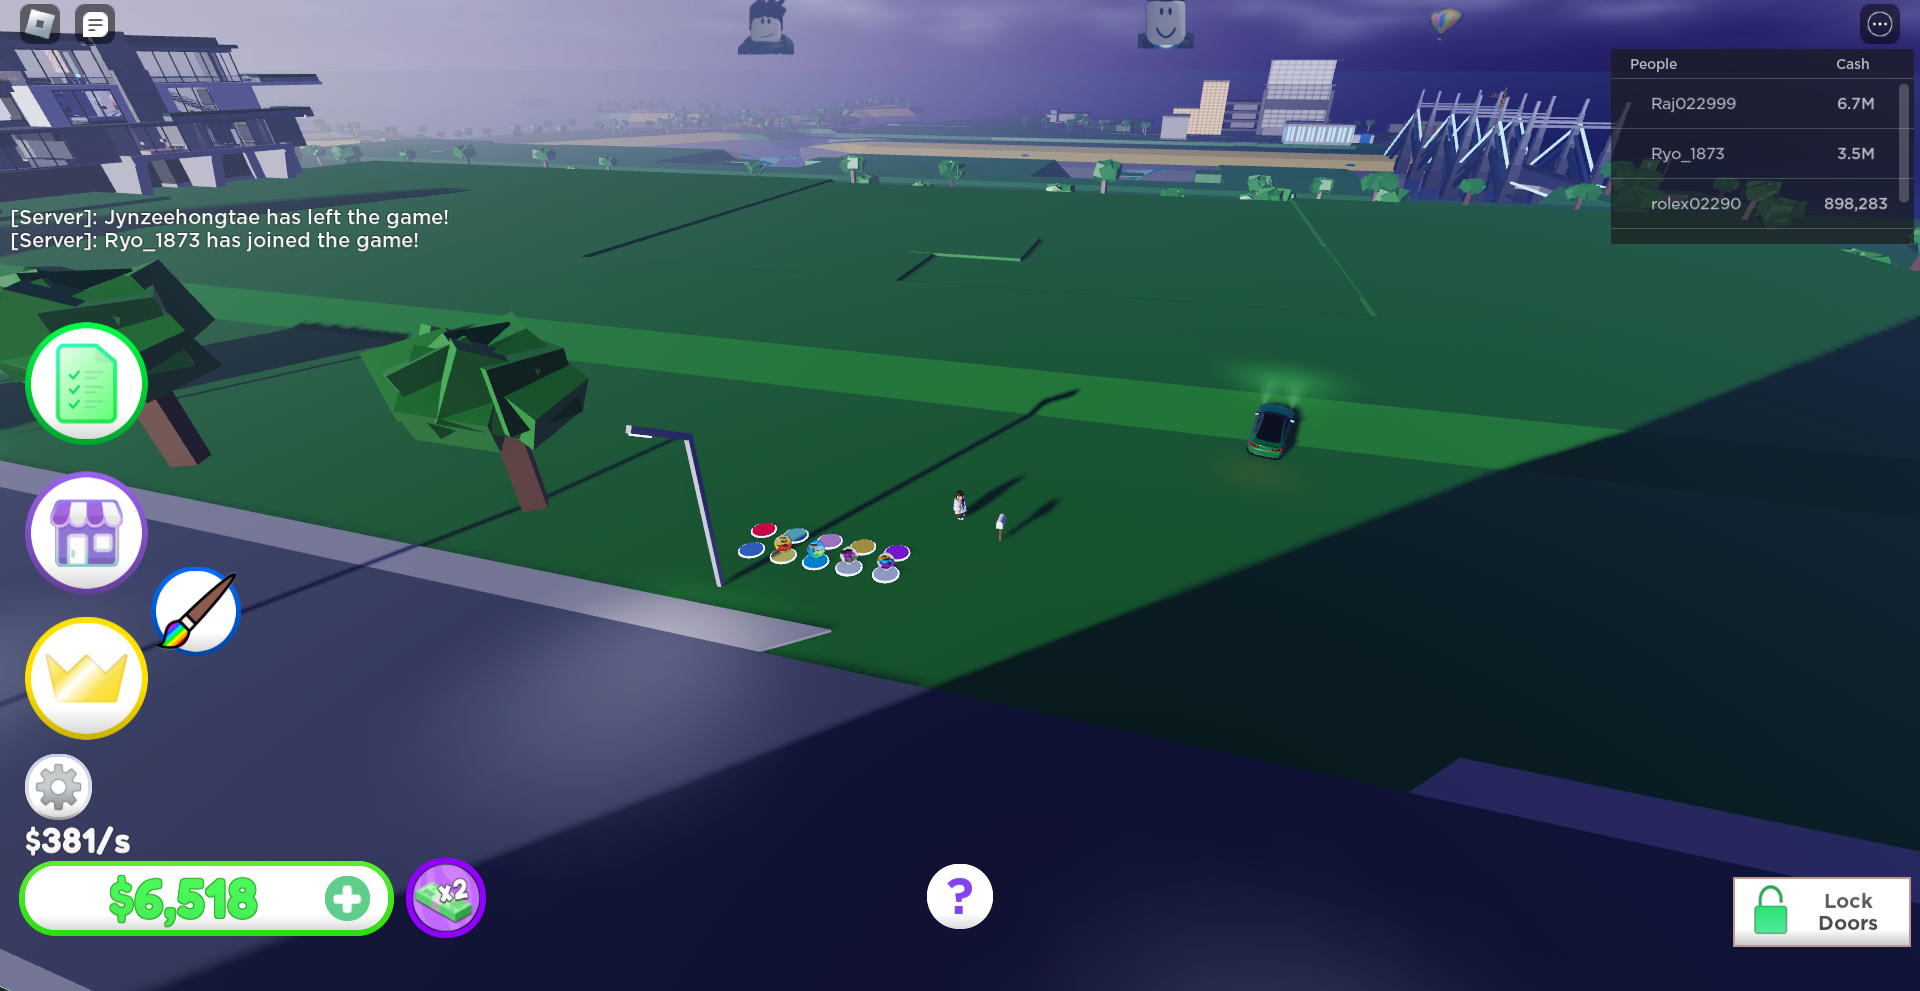 People Cash
Raj022999 6.7M
Ryo_1873 3.5M
rolex02290 898,283
[Server]: Jynzeehongtae has left the game!
[Server]: Ryo_1873 has joined the game!
$381/s
$6,518
x2
?
Lock
Doors